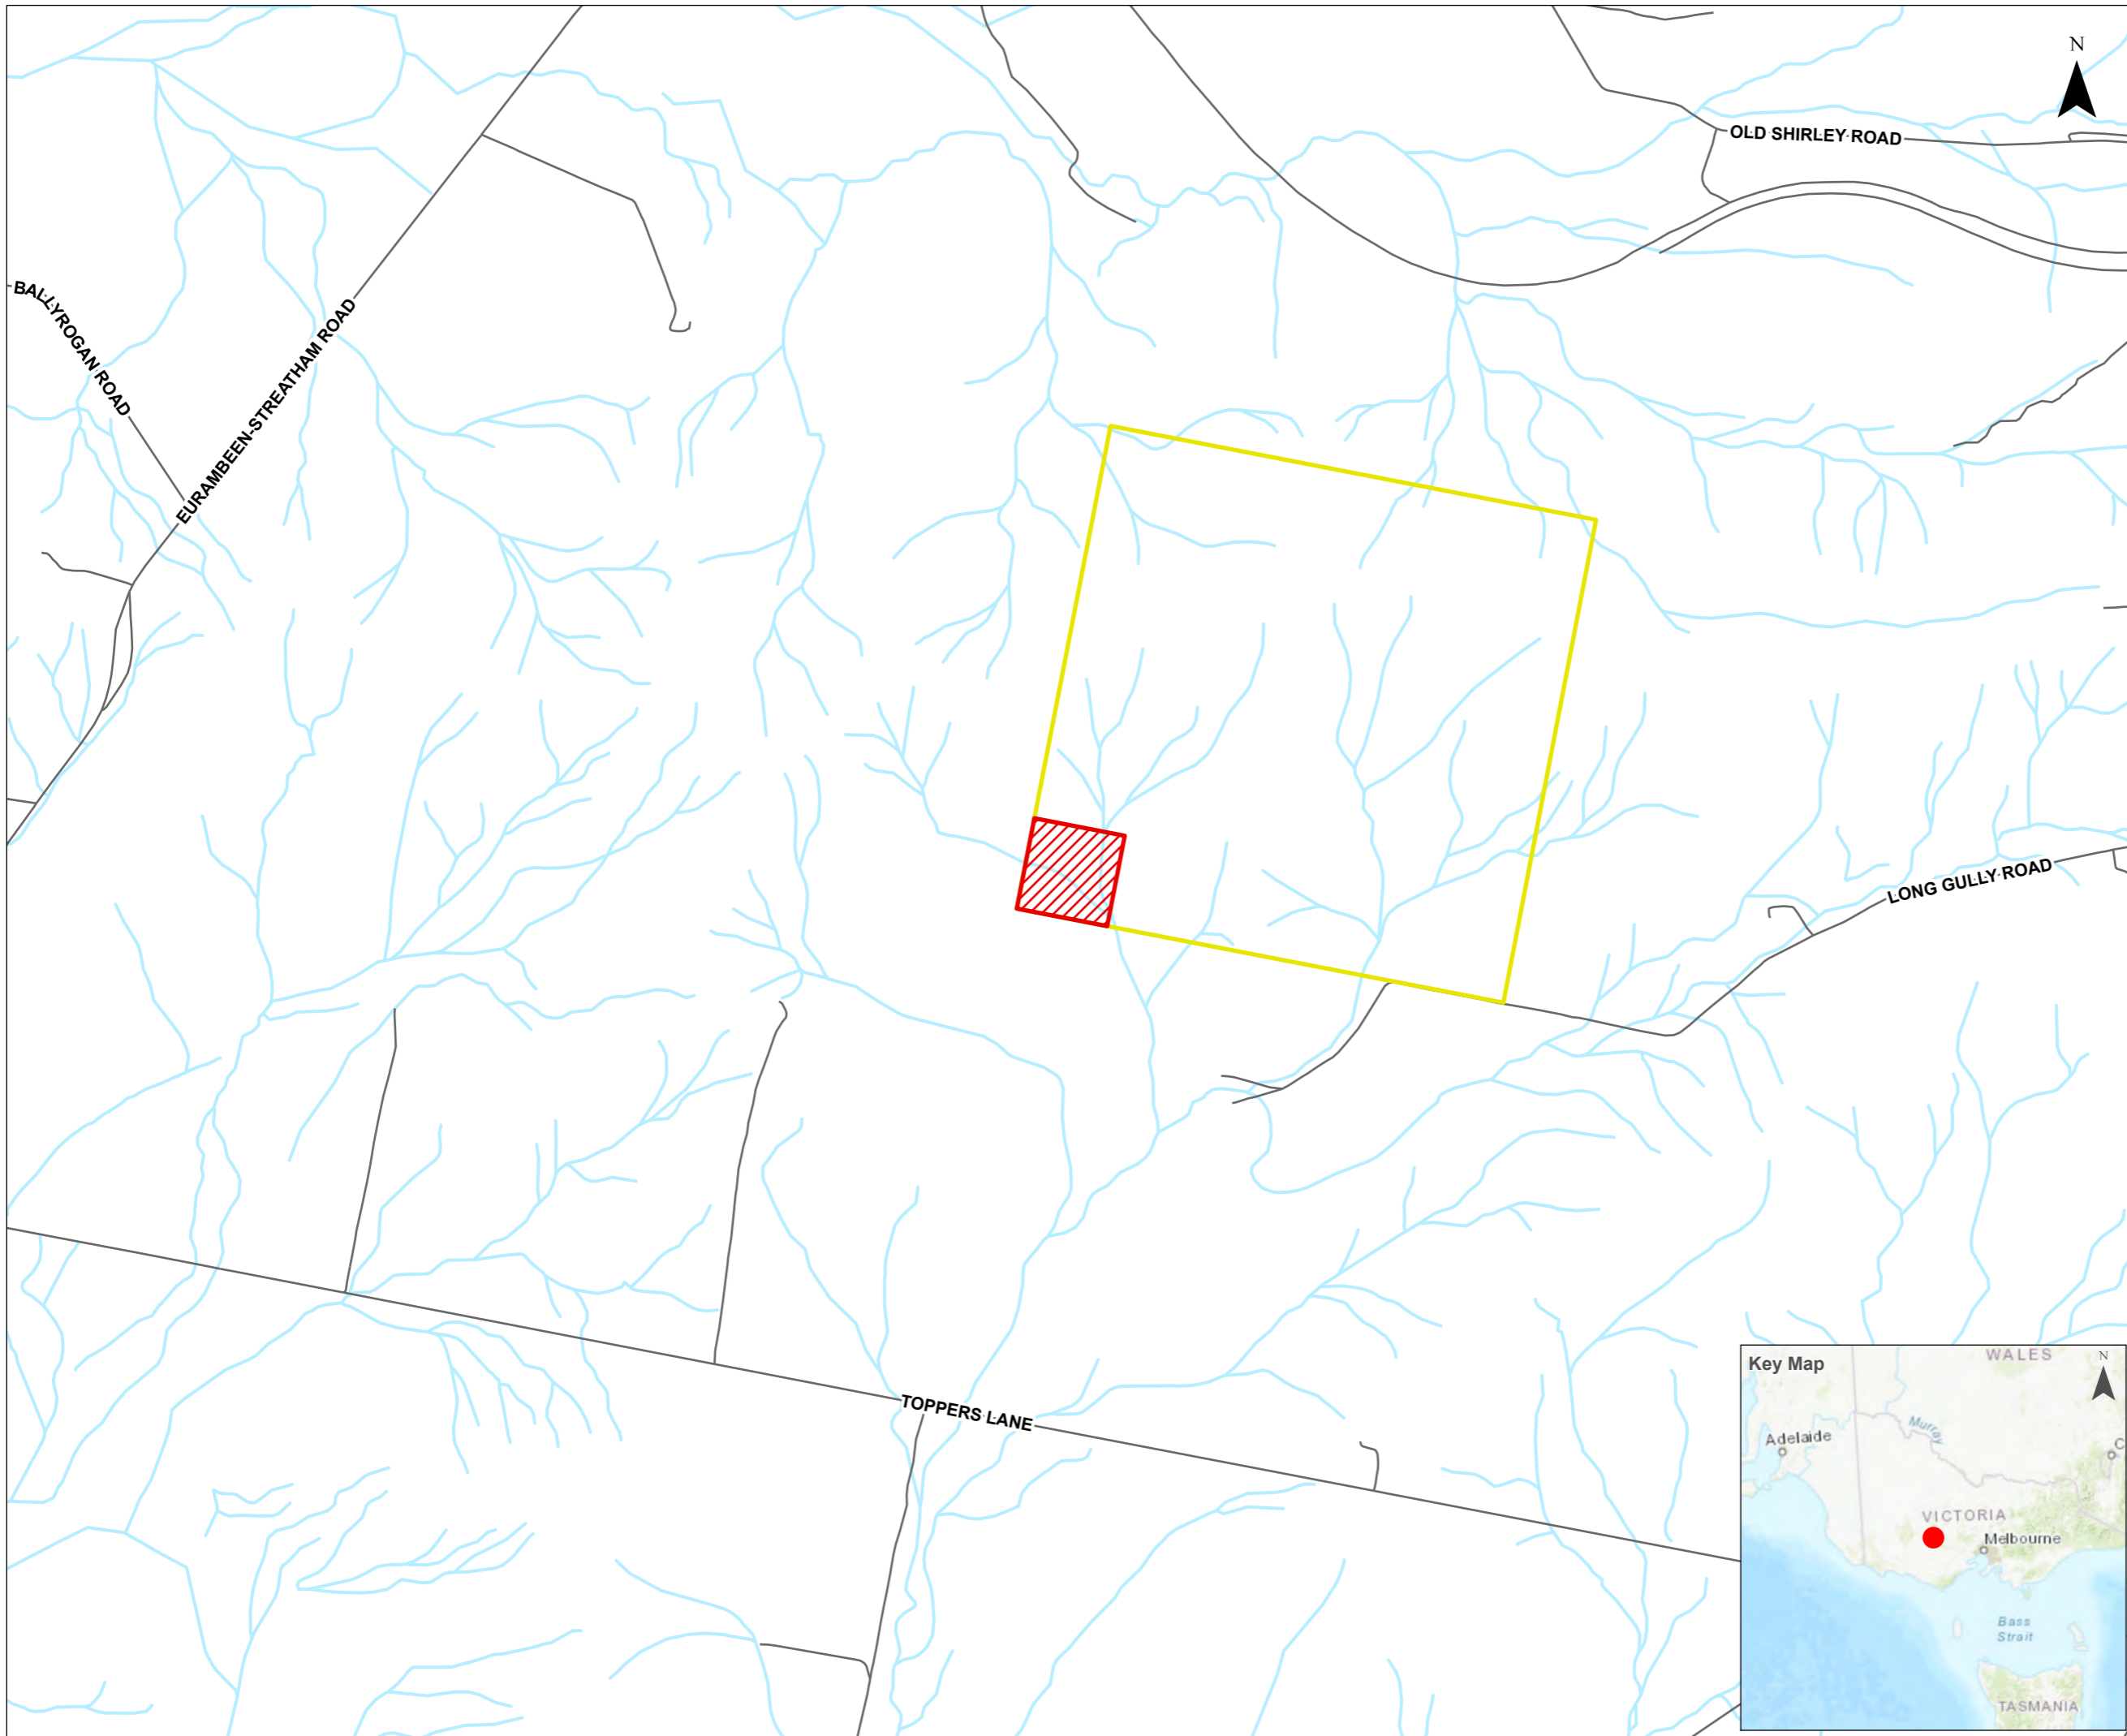 N
OLD SHIRLEY ROAD
BALLYROGAN ROAD
EURAMBEEN-STREATHAM ROAD
LONG GULLY ROAD
TOPPERS LANE
Key Map
WALES
N
Murray
Adelaide
C
VICTORIA
Melbourne
Bass
Strait
TASMANIA